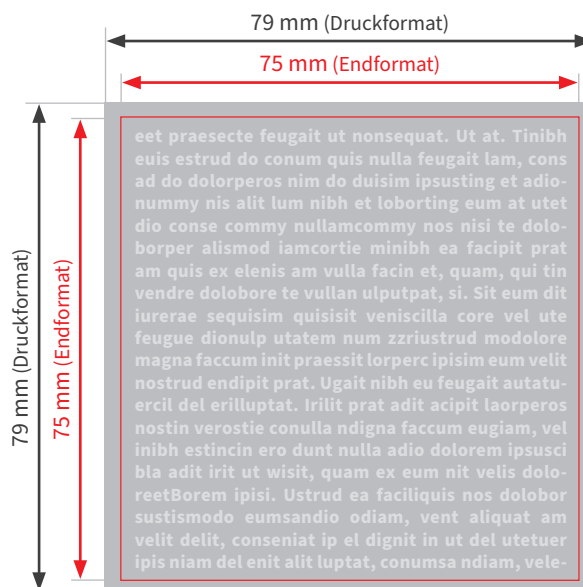 79 mm (Druckformat)
75 mm (Endformat)
79 mm (Druckformat)
75 mm (Endformat)
eet praesecte feugait ut nonsequat. Ut at. Tinibh
euis estrud do conum quis nulla feugait lam, cons
ad do dolorperos nim do duisim ipsusting et adio-
nummy nis alit lum nibh et loborting eum at utet
dio conse commy nullamcommy nos nisi te dolo-
borper alismod iamcortie minibh ea facipit prat
am quis ex elenis am vulla facin et, quam, qui tin
vendre dolobore te vullan ulputpat, si. Sit eum dit
iurerae sequisim quisisit veniscilla core vel ute
feugue dionulp utatem num zzriustrud modolore
magna faccum init praessit lorperc ipisim num velit
nostrud endipit prat. Ugait nibh eu feugait autatu-
ercil del erilluptat. Irilit prat adit acipit lsorperos
nostin verostie conulla ndigna faccum eugiam, vel
inibh estincin ero dunt nulla adio dolorem ipsusci
bla adit irit ut wisit, quam ex eum nit velis dolo-
reetBorem ipisi. Ustrud ea faciliquis nos dolobor
sustismodo eumsandio odiam, vent aliquat am
velit delit, conseniat ip el dignit in ut del utetuer
ipis niam del enit alit luptat, conumsa ndiam, vele-